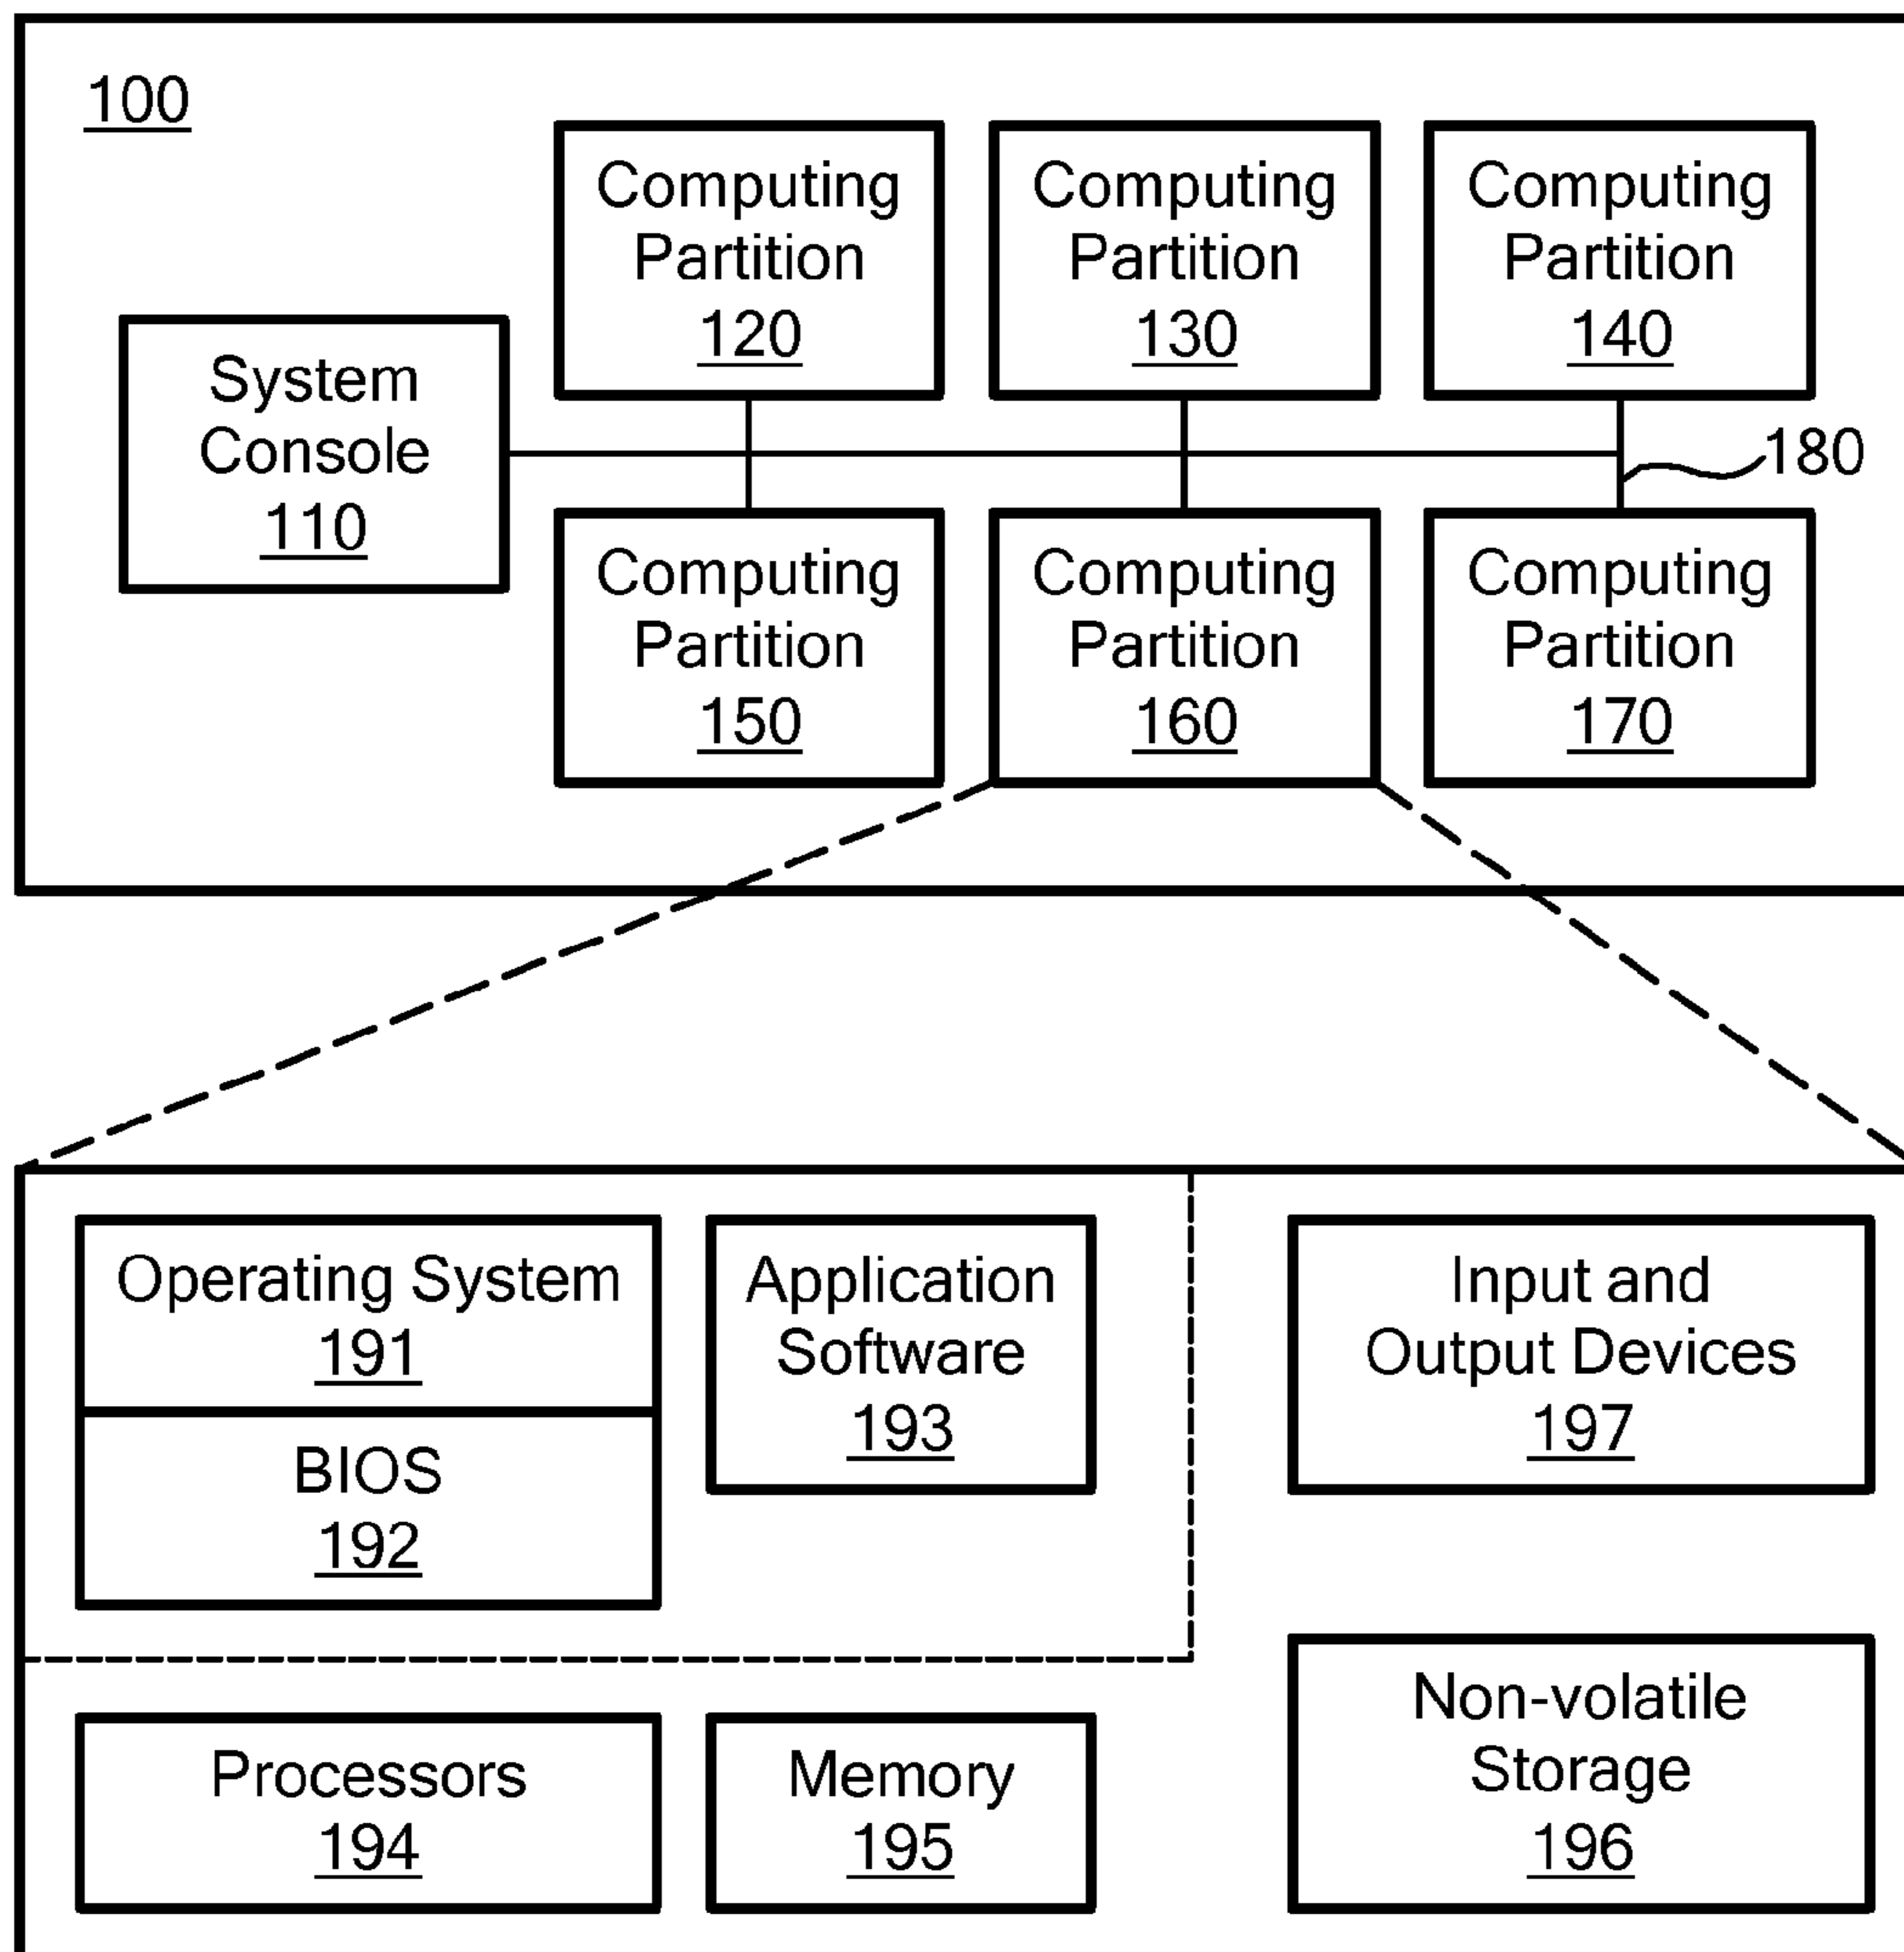 100
Computing
Partition
120
Computing
Partition
130
Computing
Partition
140
System
Console
110
180
Computing
Partition
150
Computing
Partition
160
Computing
Partition
170
Operating System
191
BIOS
192
Application
Software
193
Input and
Output Devices
197
Processors
194
Memory
195
Non-volatile
Storage
196